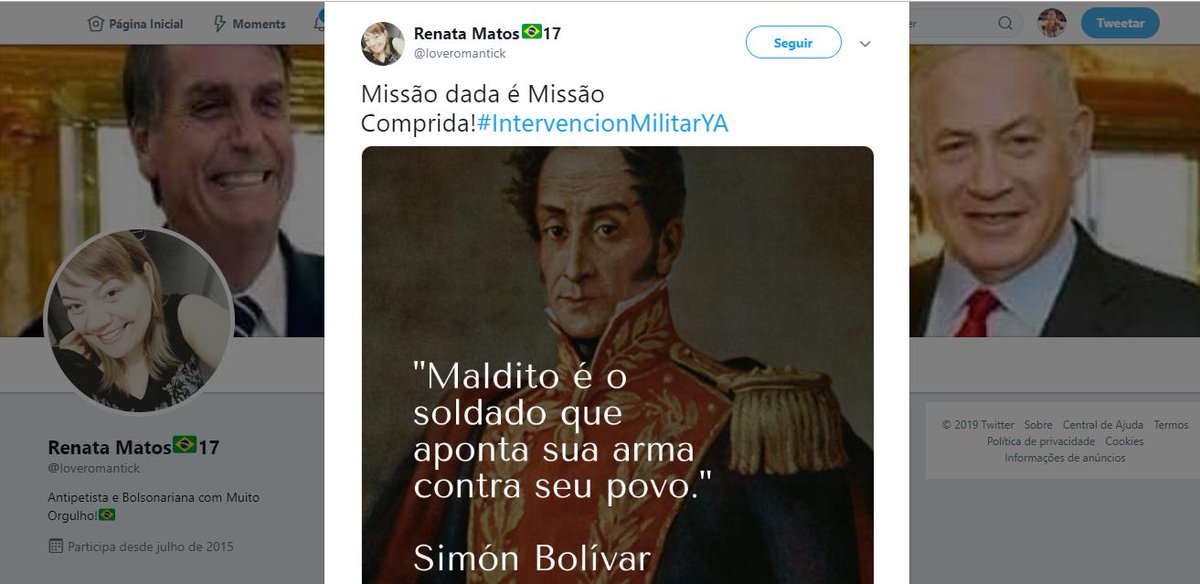 Página Inicial
Moments
er
Tweetar
Renata Matos 17
@loveromantick
Seguir
Missão dada é Missão
Comprida!#IntervencionMilitarYA
"Maldito é o
soldado que
aponta sua arma
contra seu povo."
Simón Bolívar
Renata Matos 17
@loveromantick
Antipetista e Bolsonariana com Muito
Orgulho!
Participa desde julho de 2015
© 2019 Twitter Sobre Central de Ajuda Termos
Política de privacidade Cookies
Informações de anúncios